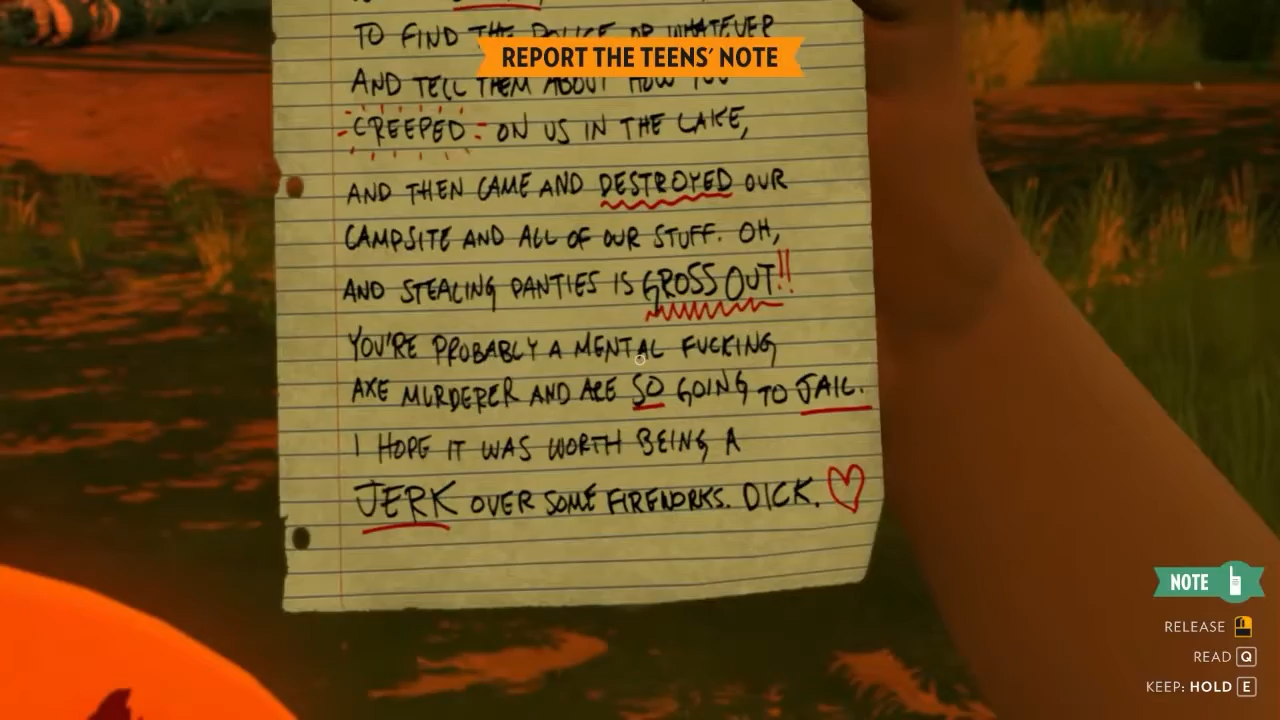 TO FIND THE POLICE OR WHATEVER
REPORT THE TEENS' NOTE
AND TELL THEM ABOUT HOW YOU
CREEPED ON US IN THE LAKE,
AND THEN CAME AND DESTROYED OUR
CAMPSITE AND ALL OF OUR STUFF. OH,
AND STEALING PANTIES IS GROSS OUT!!
YOU'RE PROBABLY A MENTAL FUCKING
AXE MURDERER AND ARE SO GOING TO JAIL.
I HOPE IT WAS WORTH BEING A
JERK OVER SOME FIREWORKS. DICK.
NOTE
RELEASE
READ Q
KEEP: HOLD E